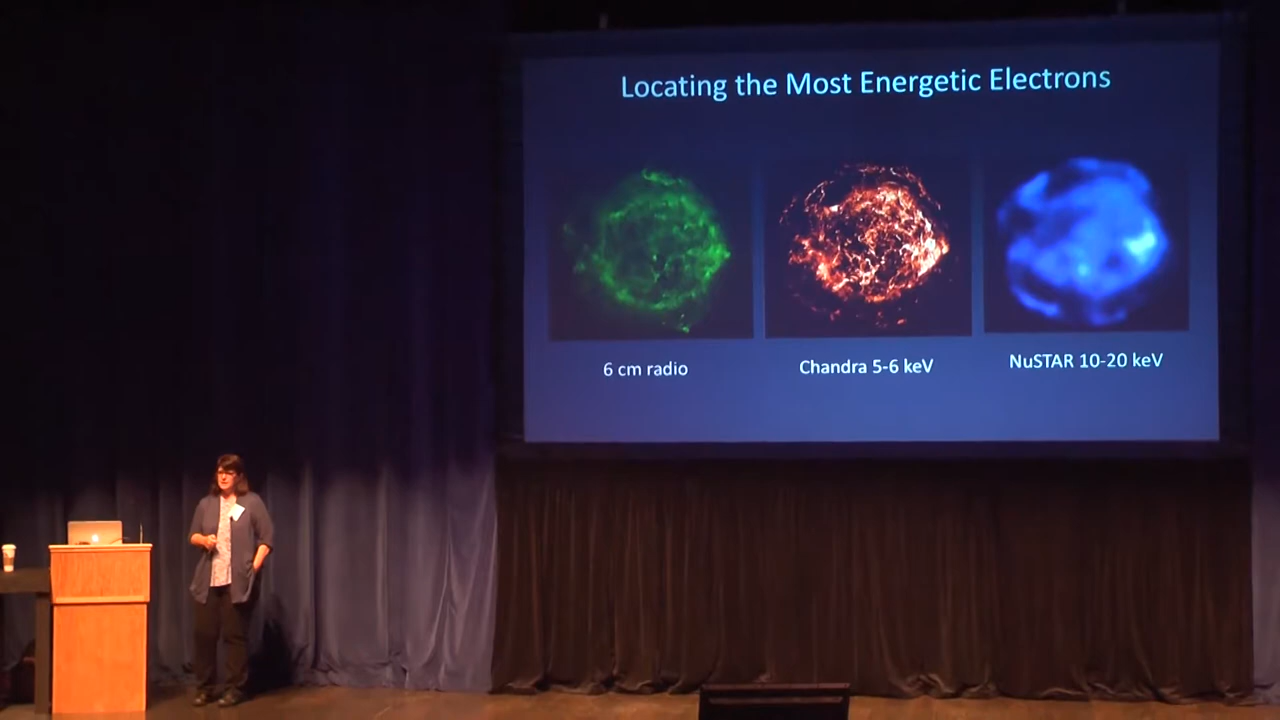 Locating the Most Energetic Electrons
6 cm radio
Chandra 5-6 keV
NuSTAR 10-20 keV